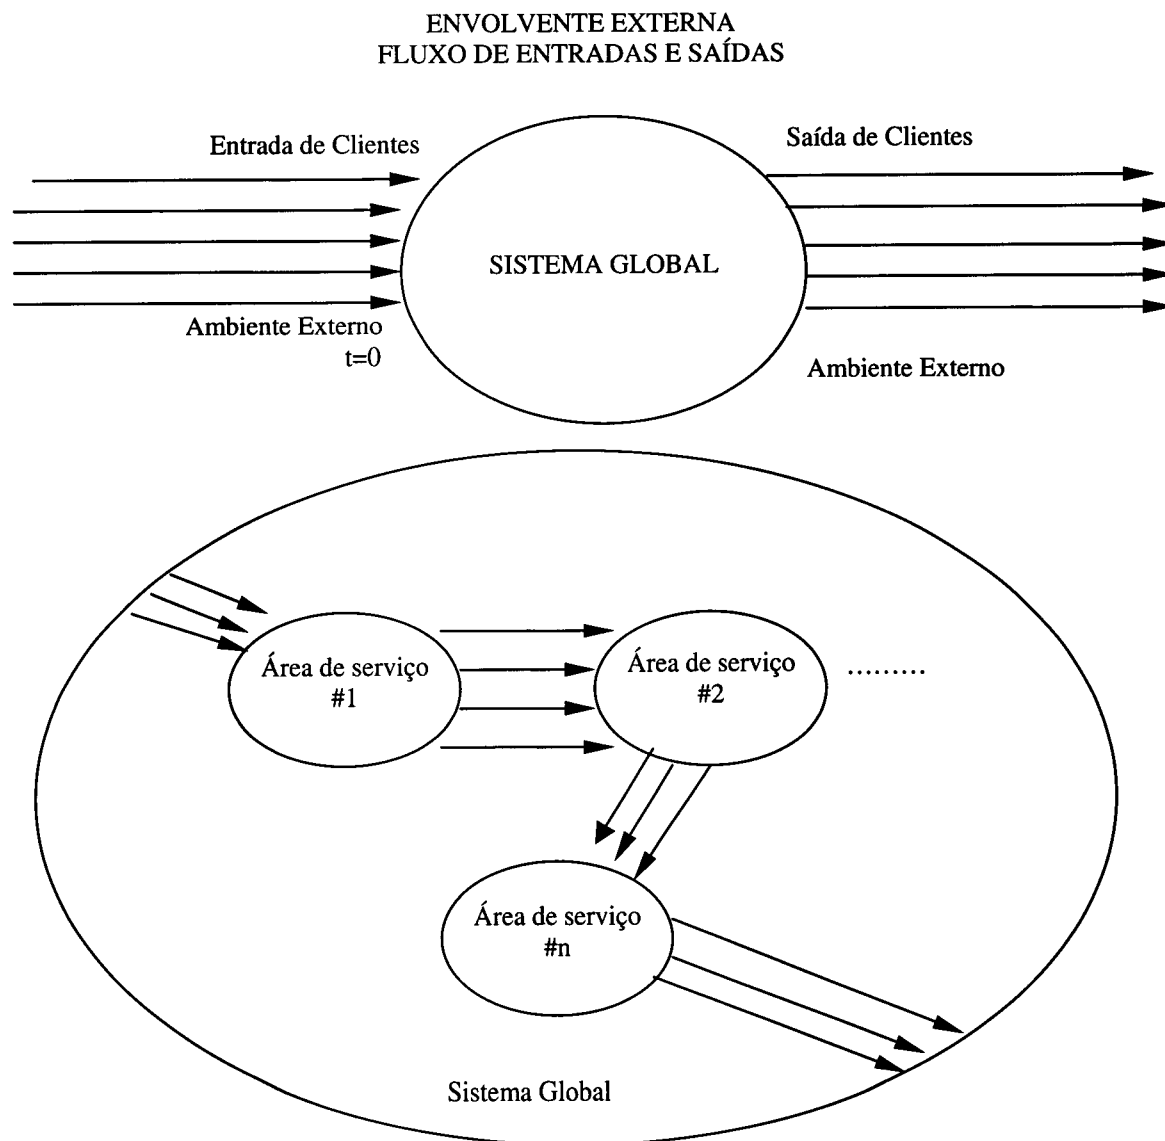 ENVOLVENTE EXTERNA
FLUXO DE ENTRADAS E SAÍDAS
Entrada de Clientes
Saída de Clientes
SISTEMA GLOBAL
Ambiente Externo
t=0
Ambiente Externo
Área de serviço
#1
Área de serviço
#2
.........
Área de serviço
#n
Sistema Global